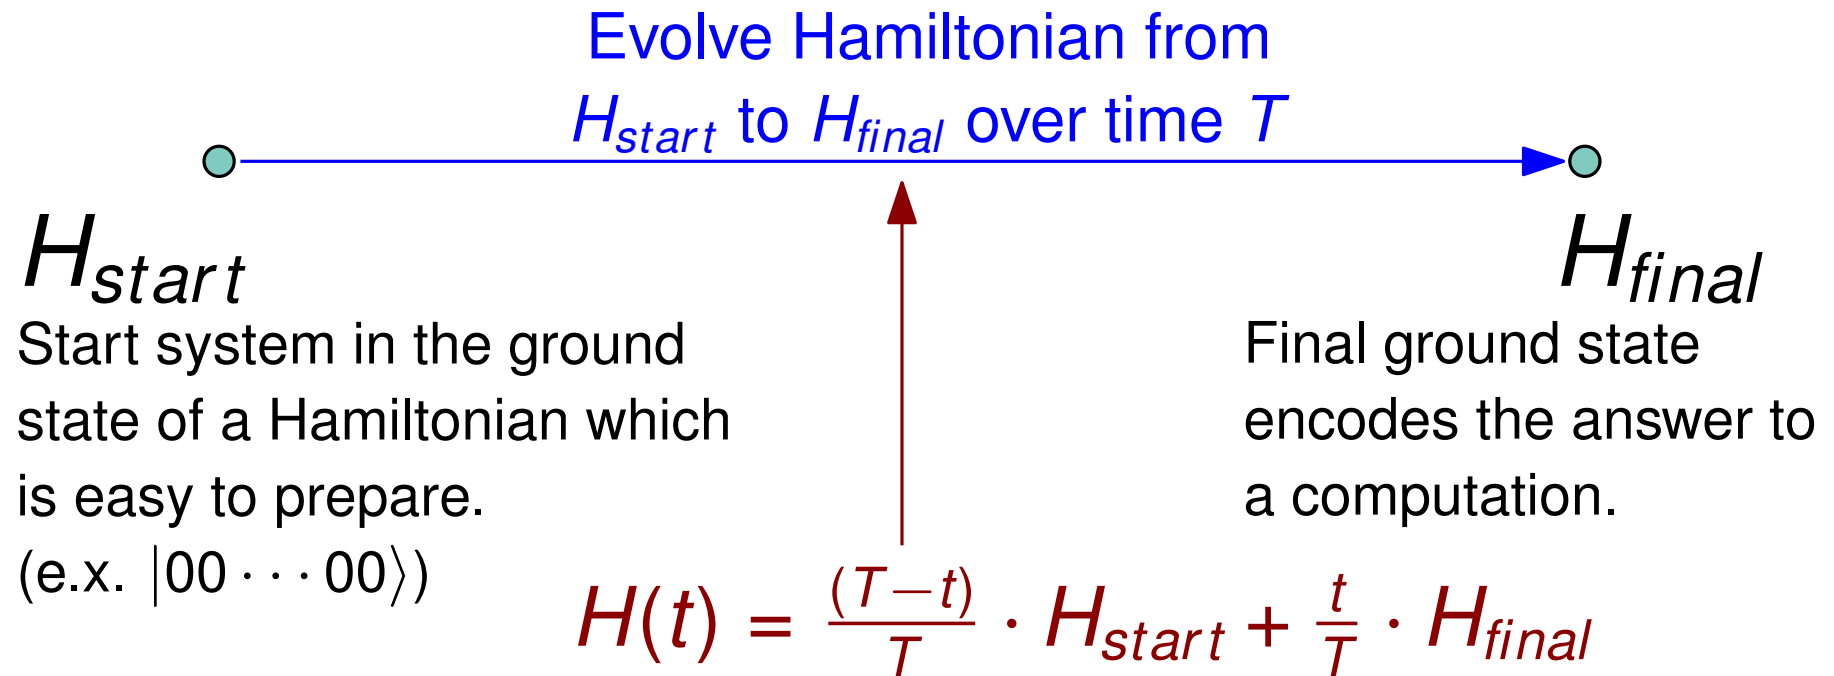 Evolve Hamiltonian from
H_start to H_final over time T
H_start
Start system in the ground
state of a Hamiltonian which
is easy to prepare.
(e.x. |00 · · · 00⟩)
H_final
Final ground state
encodes the answer to
a computation.
H(t) = (T−t)/T · H_start + t/T · H_final